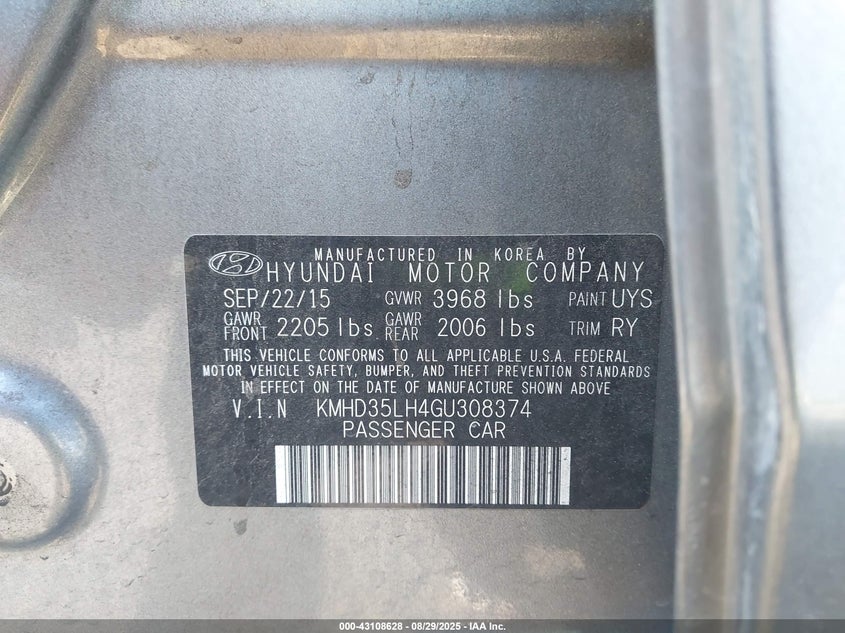 MANUFACTURED IN KOREA BY
HYUNDAI MOTOR COMPANY
SEP/22/15 GVWR 3968 lbs PAINT UYS
GAWR FRONT 2205 lbs GAWR REAR 2006 lbs TRIM RY
THIS VEHICLE CONFORMS TO ALL APPLICABLE U.S.A. FEDERAL
MOTOR VEHICLE SAFETY, BUMPER, AND THEFT PREVENTION STANDARDS
IN EFFECT ON THE DATE OF MANUFACTURE SHOWN ABOVE
V.I.N KMHD35LH4GU308374
PASSENGER CAR
000-43108628 - 08/29/2025 - IAA Inc.